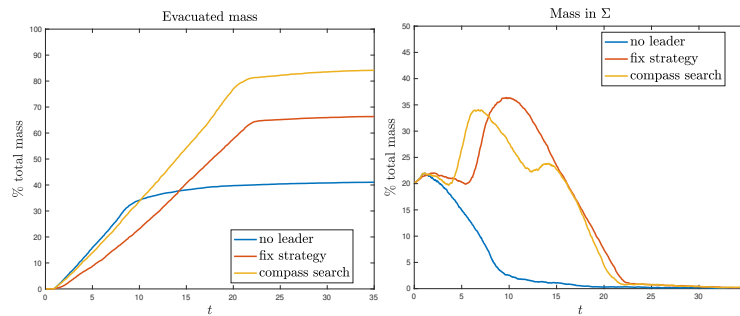 Evacuated mass
% total mass
100
90
80
70
60
50
40
30
20
10
0
0 5 10 15 20 25 30 35
t
no leader
fix strategy
compass search
Mass in Σ
% total mass
50
45
40
35
30
25
20
15
10
5
0
0 5 10 15 20 25 30
t
no leader
fix strategy
compass search